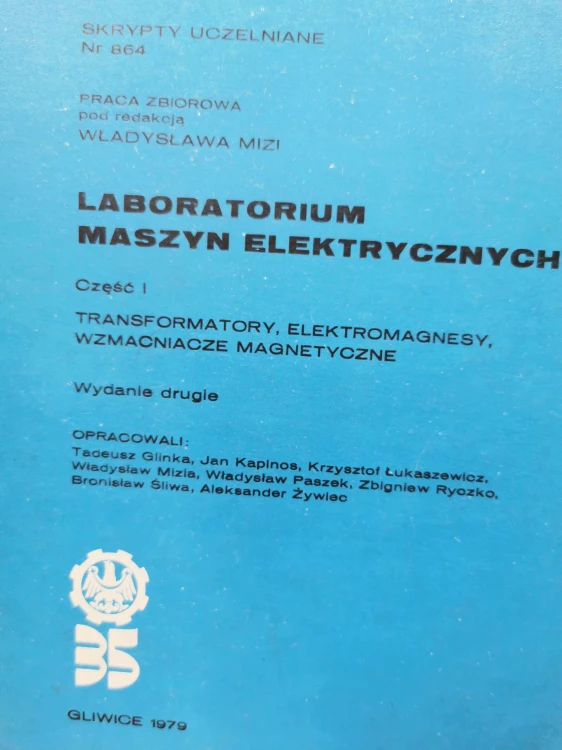 SKRYPTY UCZELNIANE
Nr 864
PRACA ZBIOROWA
pod redakcją
WŁADYSŁAWA MIZI
LABORATORIUM
MASZYN ELEKTRYCZNYCH
Część I
TRANSFORMATORY, ELEKTROMAGNESY,
WZMACNIACZE MAGNETYCZNE
Wydanie drugie
OPRACOWALI:
Tadeusz Glinka, Jan Kapinos, Krzysztof Łukaszewicz,
Władysław Mizia, Władysław Paszek, Zbigniew Ryczko,
Bronisław Śliwa, Aleksander Żywiec
35
GLIWICE 1979